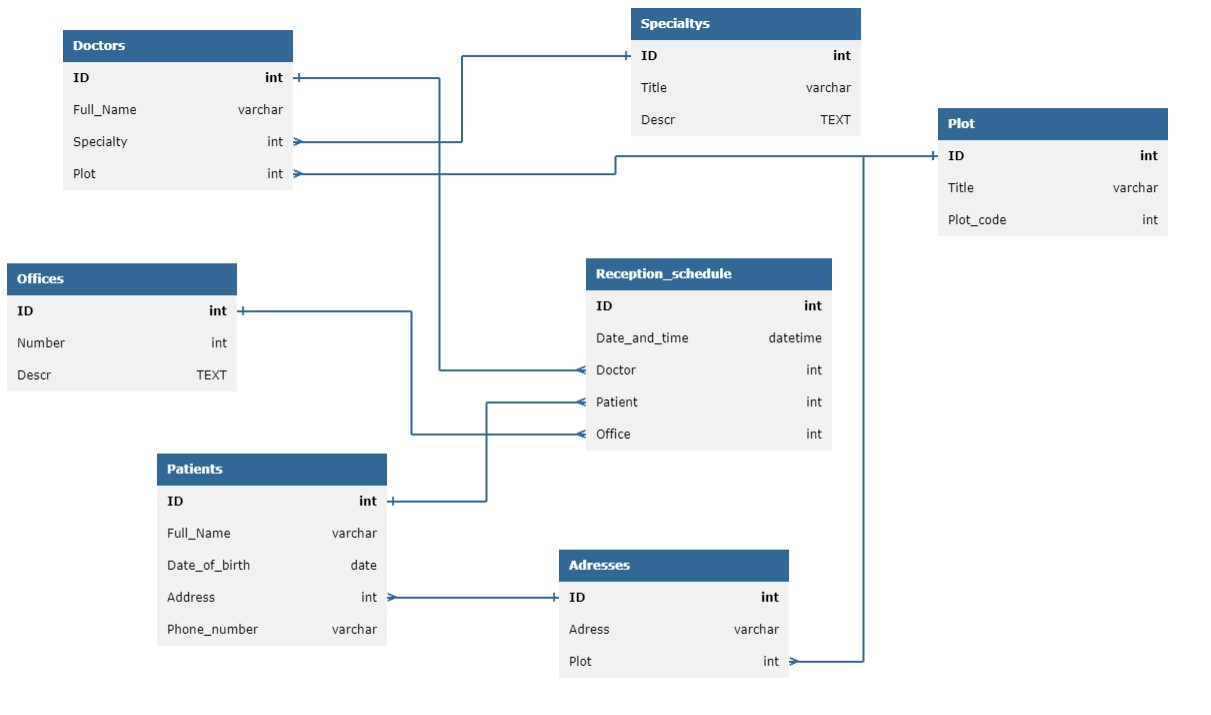 Doctors
ID int
Full_Name varchar
Specialty int
Plot int
Specialtys
ID int
Title varchar
Descr TEXT
Plot
ID int
Title varchar
Plot_code int
Offices
ID int
Number int
Descr TEXT
Reception_schedule
ID int
Date_and_time datetime
Doctor int
Patient int
Office int
Patients
ID int
Full_Name varchar
Date_of_birth date
Address int
Phone_number varchar
Adresses
ID int
Adress varchar
Plot int